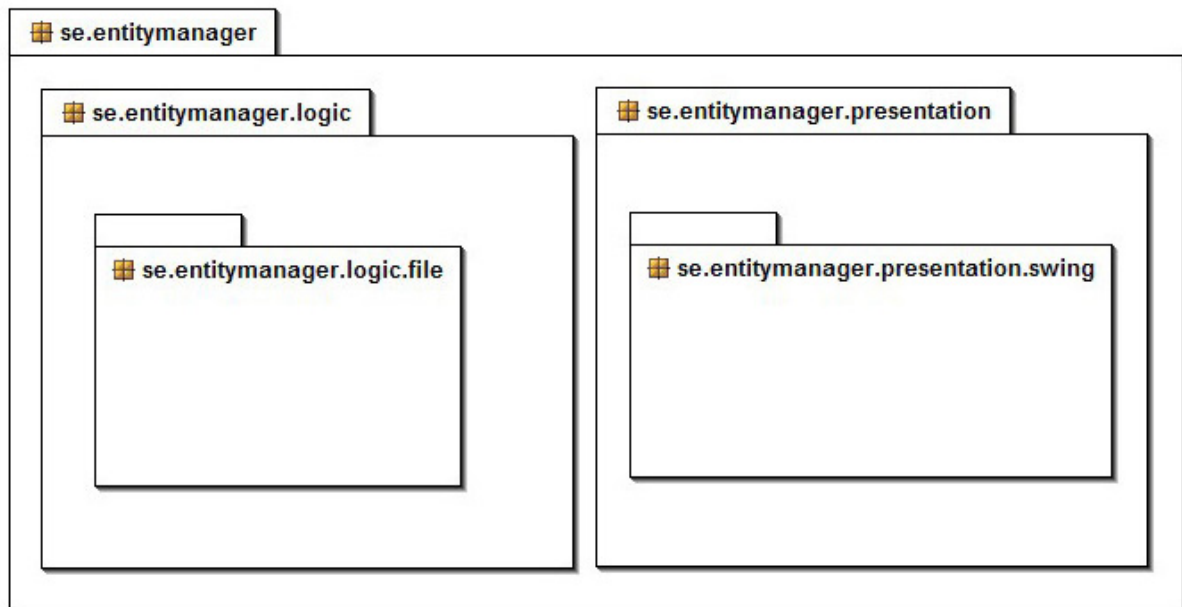 se.entitymanager
se.entitymanager.logic
se.entitymanager.presentation
se.entitymanager.logic.file
se.entitymanager.presentation.swing